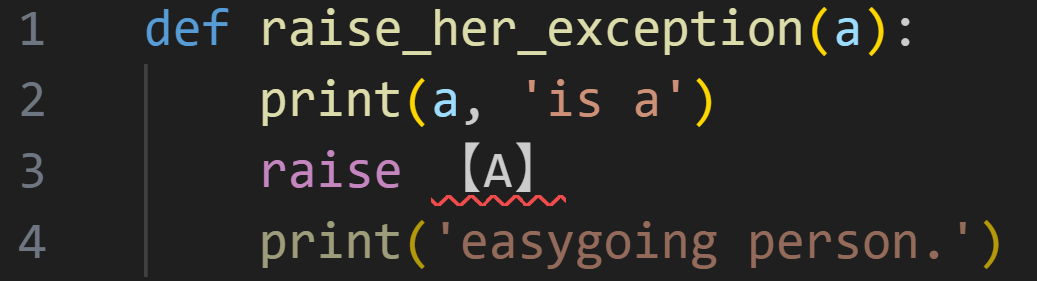 1 def raise_her_exception(a):
2     print(a, 'is a')
3     raise 【A】
4     print('easygoing person.')